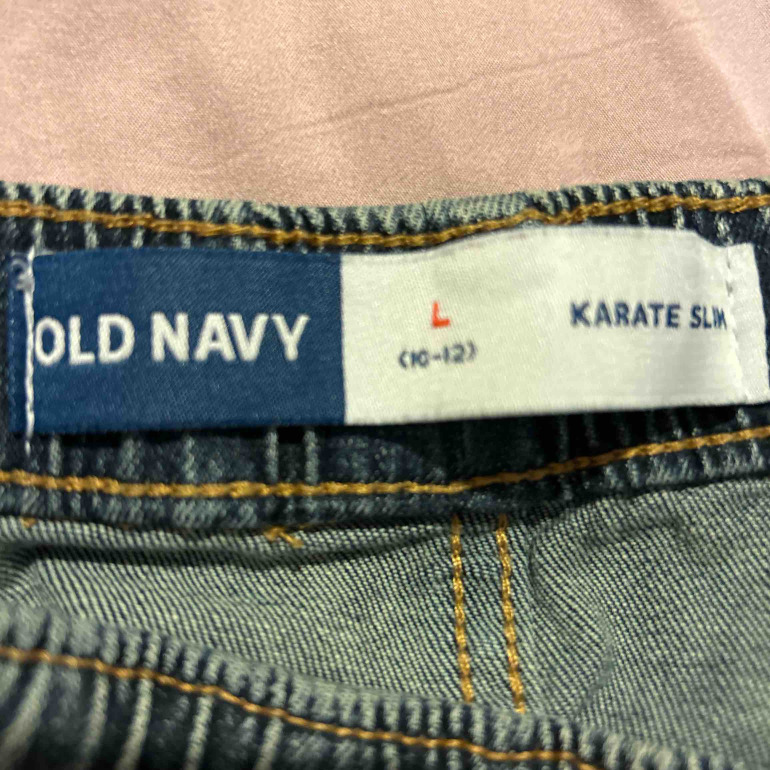 OLD NAVY
L
(10-12)
KARATE SLIM